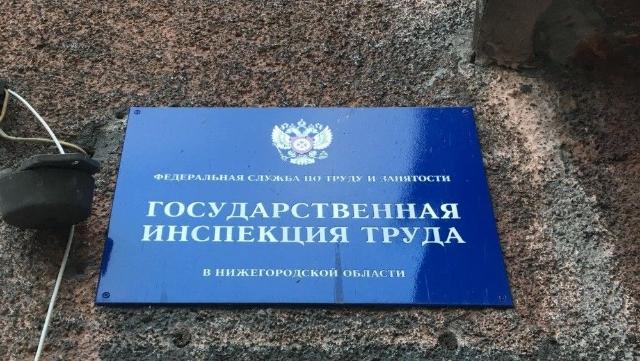 ФЕДЕРАЛЬНАЯ СЛУЖБА ПО ТРУДУ И ЗАНЯТОСТИ
ГОСУДАРСТВЕННАЯ
ИНСПЕКЦИЯ ТРУДА
В НИЖЕГОРОДСКОЙ ОБЛАСТИ